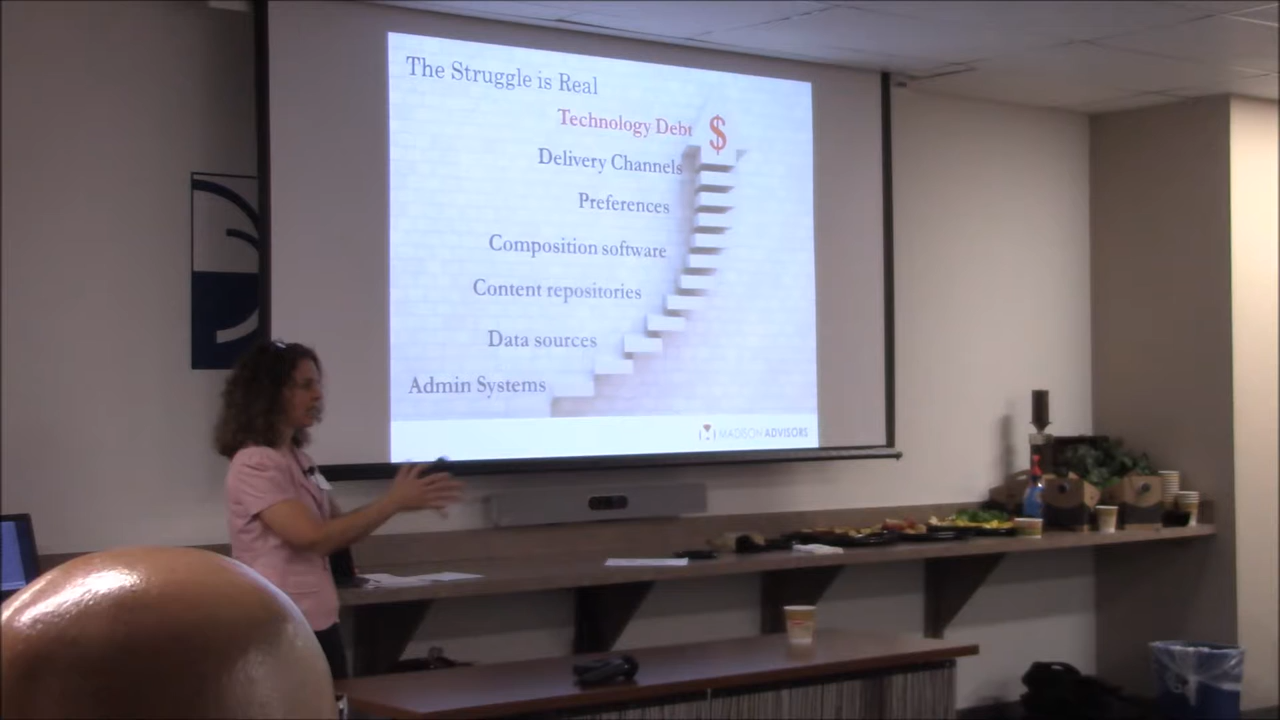 The Struggle is Real
Technology Debt $
Delivery Channels
Preferences
Composition software
Content repositories
Data sources
Admin Systems
MADISON ADVISORS